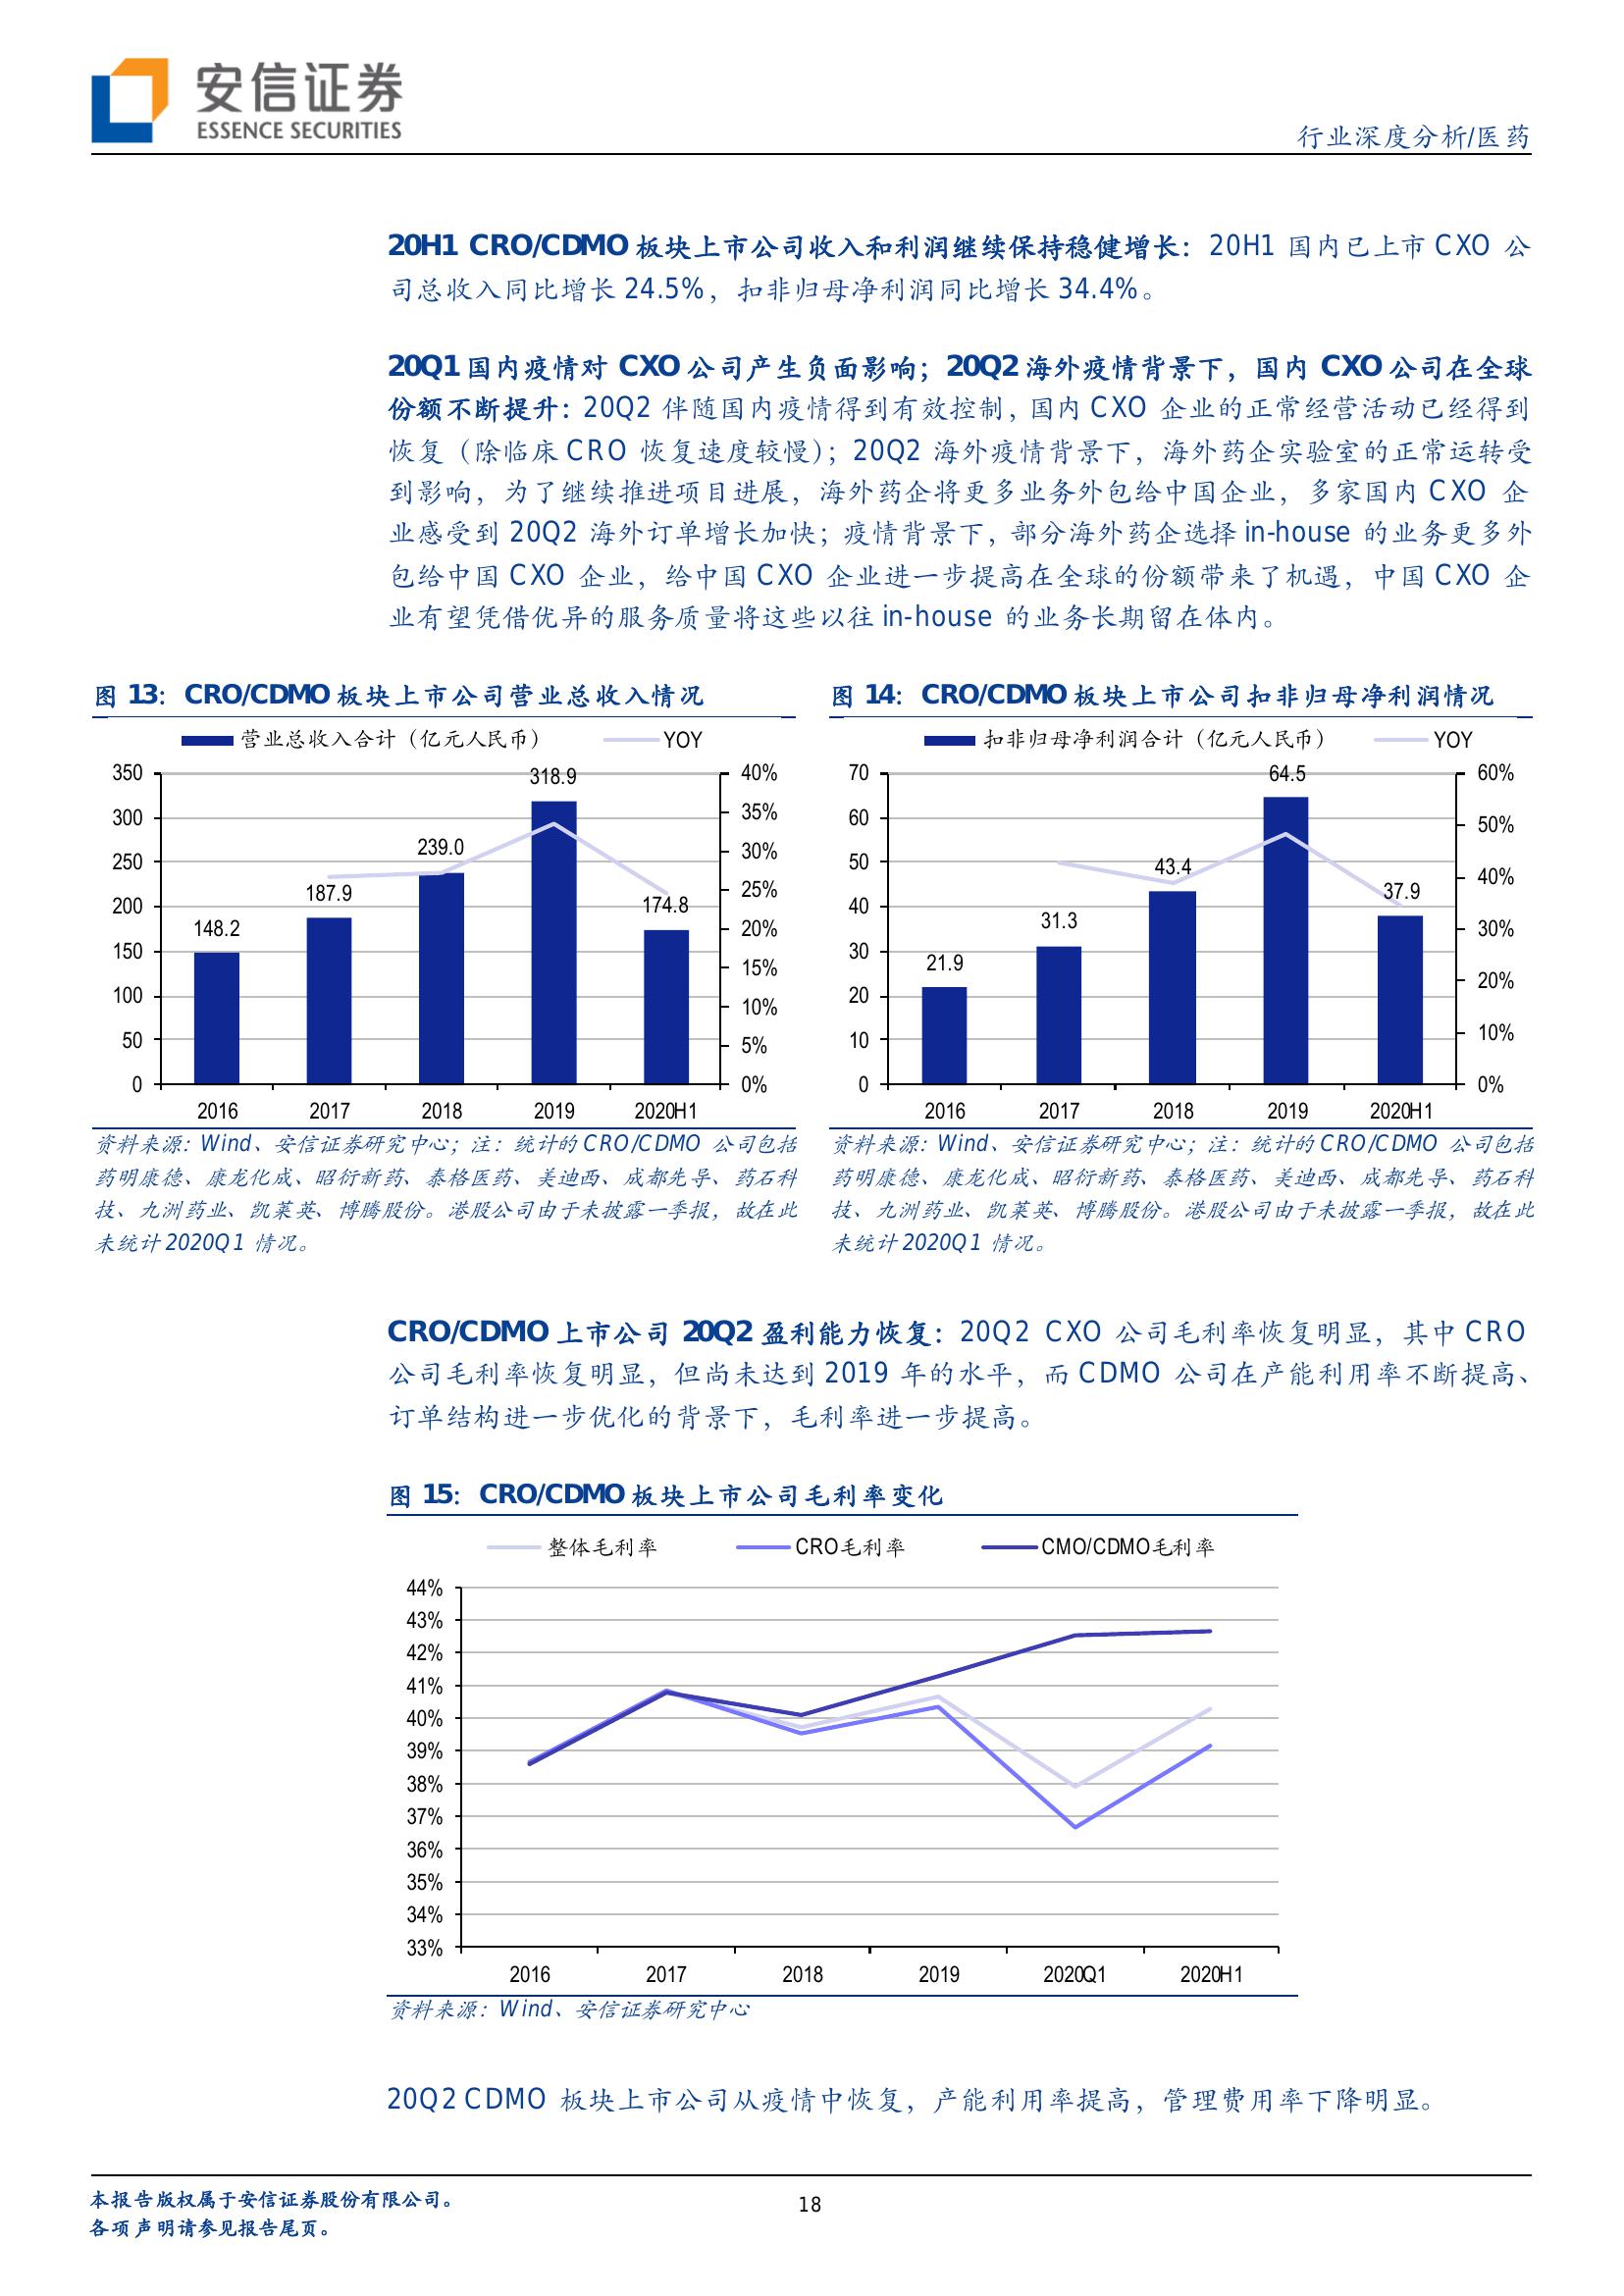 安信证券
ESSENCE SECURITIES
行业深度分析/医药
20H1 CRO/CDMO 板块上市公司收入和利润继续保持稳健增长：20H1 国内已上市 CXO 公
司总收入同比增长 24.5%，扣非归母净利润同比增长 34.4%。
20Q1 国内疫情对 CXO 公司产生负面影响；20Q2 海外疫情背景下，国内 CXO 公司在全球
份额不断提升：20Q2 伴随国内疫情得到有效控制，国内 CXO 企业的正常经营活动已经得到
恢复（除临床 CRO 恢复速度较慢）；20Q2 海外疫情背景下，海外药企实验室的正常运转受
到影响，为了继续推进项目进展，海外药企将更多业务外包给中国企业，多家国内 CXO 企
业感受到 20Q2 海外订单增长加快；疫情背景下，部分海外药企选择 in-house 的业务更多外
包给中国 CXO 企业，给中国 CXO 企业进一步提高在全球的份额带来了机遇，中国 CXO 企
业有望凭借优异的服务质量将这些以往 in-house 的业务长期留在体内。
图 13：CRO/CDMO 板块上市公司营业总收入情况
营业总收入合计（亿元人民币） YOY
350 318.9 40%
35%
300
239.0 30%
250
187.9 25%
200 174.8
148.2 20%
150
15%
100
10%
50
5%
0 0%
2016 2017 2018 2019 2020H1
资料来源：Wind、安信证券研究中心；注：统计的 CRO/CDMO 公司包括
药明康德、康龙化成、昭衍新药、泰格医药、美迪西、成都先导、药石科
技、九洲药业、凯莱英、博腾股份。港股公司由于未披露一季报，故在此
未统计 2020Q1 情况。
图 14：CRO/CDMO 板块上市公司扣非归母净利润情况
扣非归母净利润合计（亿元人民币） YOY
70 64.5 60%
60
50%
50 43.4
40%
37.9
40
31.3 30%
30
21.9
20%
20
10%
10
0 0%
2016 2017 2018 2019 2020H1
资料来源：Wind、安信证券研究中心；注：统计的 CRO/CDMO 公司包括
药明康德、康龙化成、昭衍新药、泰格医药、美迪西、成都先导、药石科
技、九洲药业、凯莱英、博腾股份。港股公司由于未披露一季报，故在此
未统计 2020Q1 情况。
CRO/CDMO 上市公司 20Q2 盈利能力恢复：20Q2 CXO 公司毛利率恢复明显，其中 CRO
公司毛利率恢复明显，但尚未达到 2019 年的水平，而 CDMO 公司在产能利用率不断提高、
订单结构进一步优化的背景下，毛利率进一步提高。
图 15：CRO/CDMO 板块上市公司毛利率变化
整体毛利率 CRO毛利率 CMO/CDMO毛利率
44%
43%
42%
41%
40%
39%
38%
37%
36%
35%
34%
33%
2016 2017 2018 2019 2020Q1 2020H1
资料来源：Wind、安信证券研究中心
20Q2 CDMO 板块上市公司从疫情中恢复，产能利用率提高，管理费用率下降明显。
本报告版权属于安信证券股份有限公司。
各项声明请参见报告尾页。
18